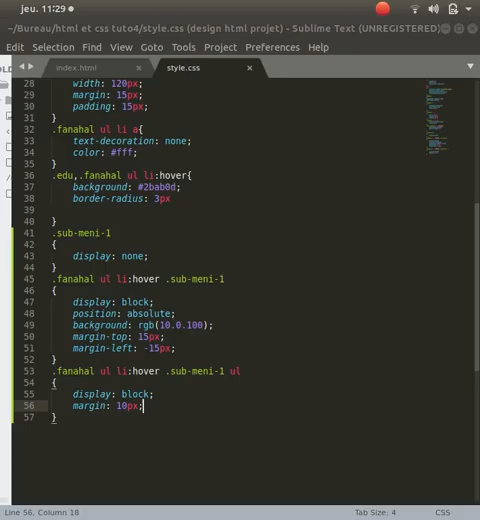 jeu. 11:29
~/Bureau/html et css tuto4/style.css (design html projet) - Sublime Text (UNREGISTERED)
Edit Selection Find View Goto Tools Project Preferences Help
index.html style.css
28 width: 120px;
29 margin: 15px;
30 padding: 15px;
31 }
32 .fanahal ul li a{
33 text-decoration: none;
34 color: #fff;
35 }
36 .edu,.fanahal ul li:hover{
37 background: #2bab0d;
38 border-radius: 3px
39
40 }
41 .sub-meni-1
42 {
43 display: none;
44 }
45 .fanahal ul li:hover .sub-meni-1
46 {
47 display: block;
48 position: absolute;
49 background: rgb(10.0.100);
50 margin-top: 15px;
51 margin-left: -15px;
52 }
53 .fanahal ul li:hover .sub-meni-1 ul
54 {
55 display: block;
56 margin: 10px;
57 }
Line 56, Column 18 Tab Size: 4 CSS